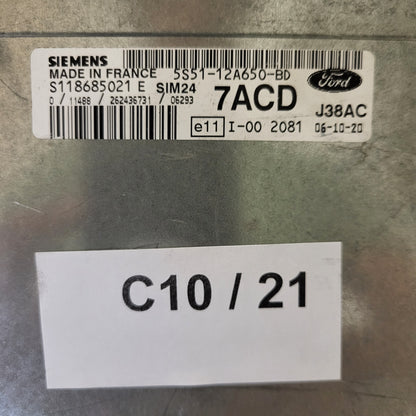 SIEMENS
MADE IN FRANCE 5S51-12A650-BD
Ford
S118685021 E SIM24 7ACD J38AC
0 / 11488 / 262436731 / 06293
e11 I-00 2081 06-10-20
C10 / 21